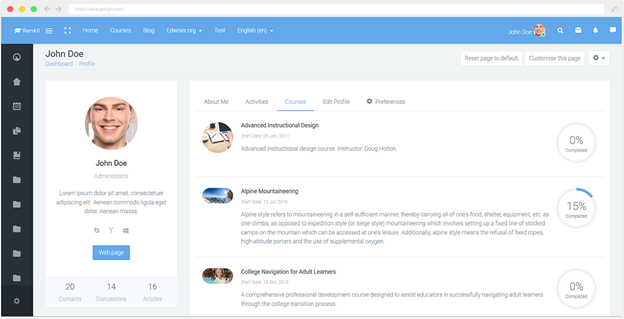 http://www.google.com/
RemUI
Home Courses Blog Edwiser.org Test English (en)
John Doe
John Doe
Dashboard / Profile
Reset page to default
Customise this page
John Doe
Administrator
Lorem ipsum dolor sit amet, consectetuer
adipiscing elit. Aenean commodo ligula eget
dolor. Aenean massa.
Web page
20 14 16
Contacts Discussions Articles
About Me Activities Courses Edit Profile Preferences
Advanced Instructional Design
Start Date: 03 Jan, 2011
Advanced instructional design course. Instructor: Doug Holton.
0%
Completed
Alpine Mountaineering
Start Date: 15 Jul, 2016
Alpine style refers to mountaineering in a self-sufficient manner, thereby carrying all of one's food, shelter, equipment, etc. as
one climbs, as opposed to expedition style (or siege style) mountaineering which involves setting up a fixed line of stocked
camps on the mountain which can be accessed at one's leisure. Additionally, alpine style means the refusal of fixed ropes,
high-altitude porters and the use of supplemental oxygen.
15%
Completed
College Navigation for Adult Learners
Start Date: 19 Oct, 2012
A comprehensive professional development course designed to assist educators in successfully navigating adult learners
through the college transition process.
0%
Completed